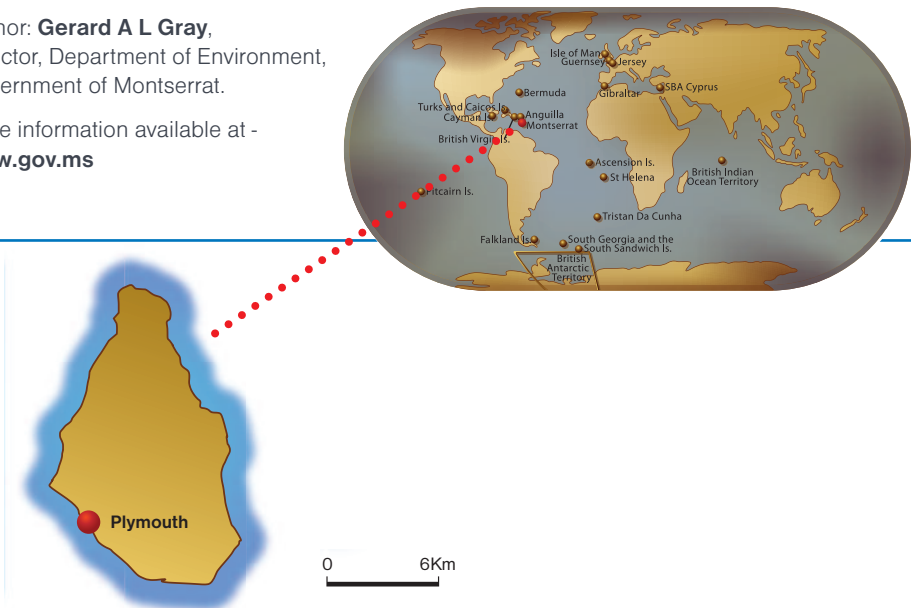 nor: Gerard A L Gray,
ctor, Department of Environment,
ernment of Montserrat.
e information available at -
w.gov.ms
Isle of Man
Guernsey
Jersey
Bermuda
Gibraltar
SBA Cyprus
Turks and Caicos Is.
Cayman Is.
Anguilla
Montserrat
British Virgin Is.
Ascension Is.
St Helena
British Indian
Ocean Territory
Pitcairn Is.
Tristan Da Cunha
Falkland Is.
South Georgia and the
South Sandwich Is.
British
Antarctic
Territory
Plymouth
0 6Km